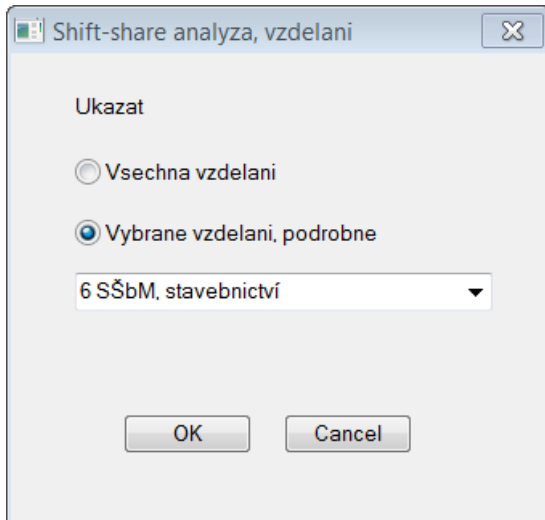 Shift-share analyza, vzdelani
Ukazat
Vsechna vzdelani
Vybrane vzdelani, podrobne
6 SŠbM, stavebnictví
OK Cancel